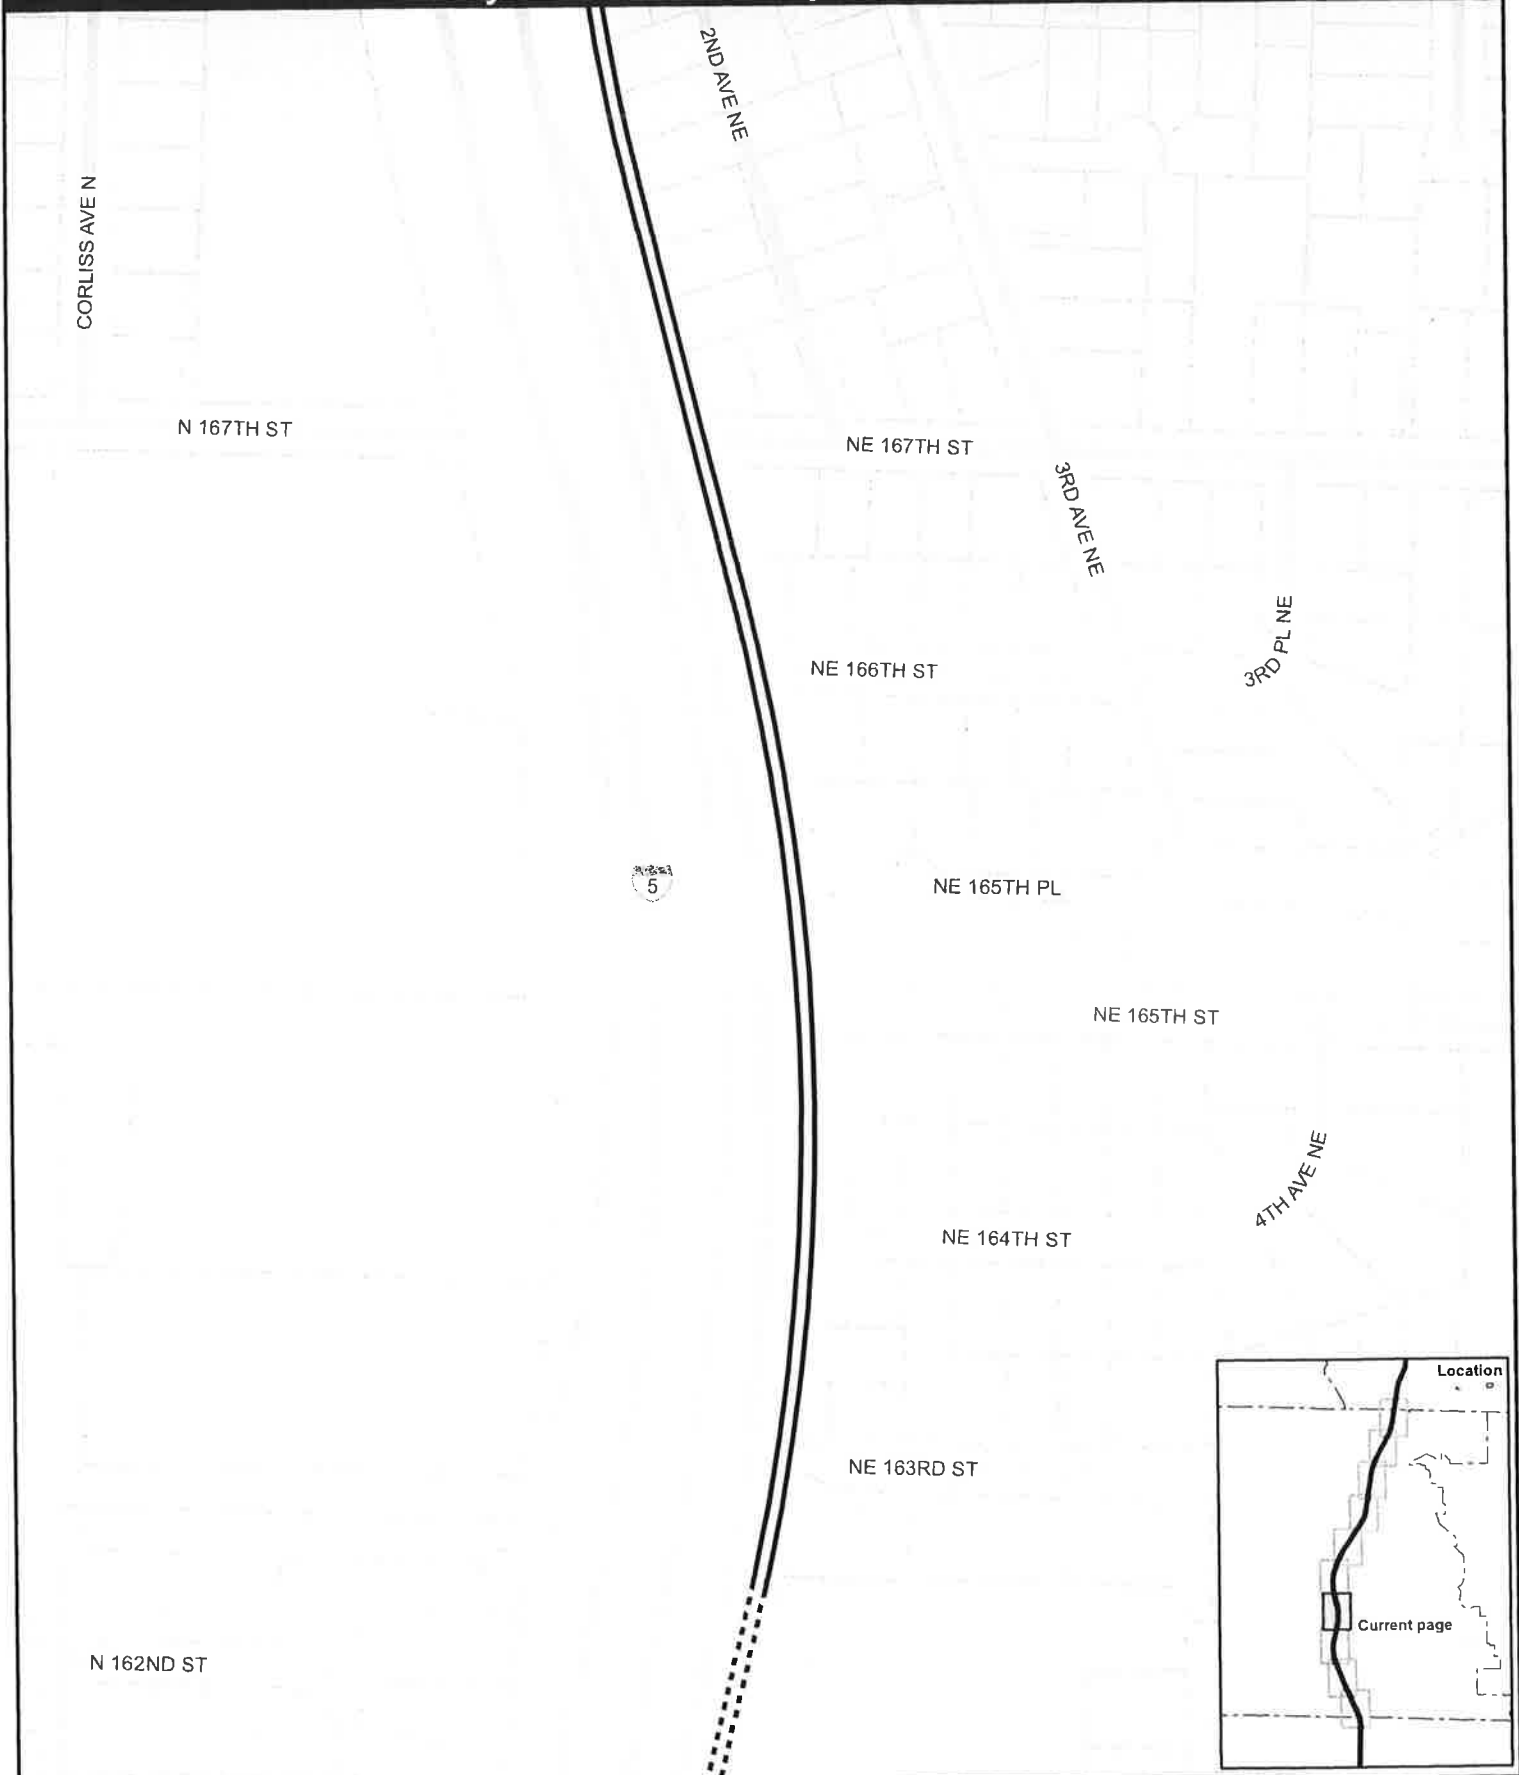 2ND AVE NE
CORLISS AVE N
N 167TH ST
NE 167TH ST
3RD AVE NE
3RD PL NE
NE 166TH ST
5
NE 165TH PL
NE 165TH ST
4TH AVE NE
NE 164TH ST
Location
NE 163RD ST
Current page
N 162ND ST